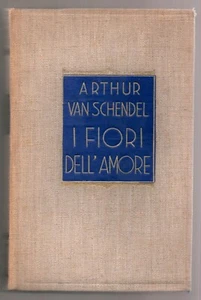 ARTHUR
VAN SCHENDEL
I FIORI
DELL'AMORE